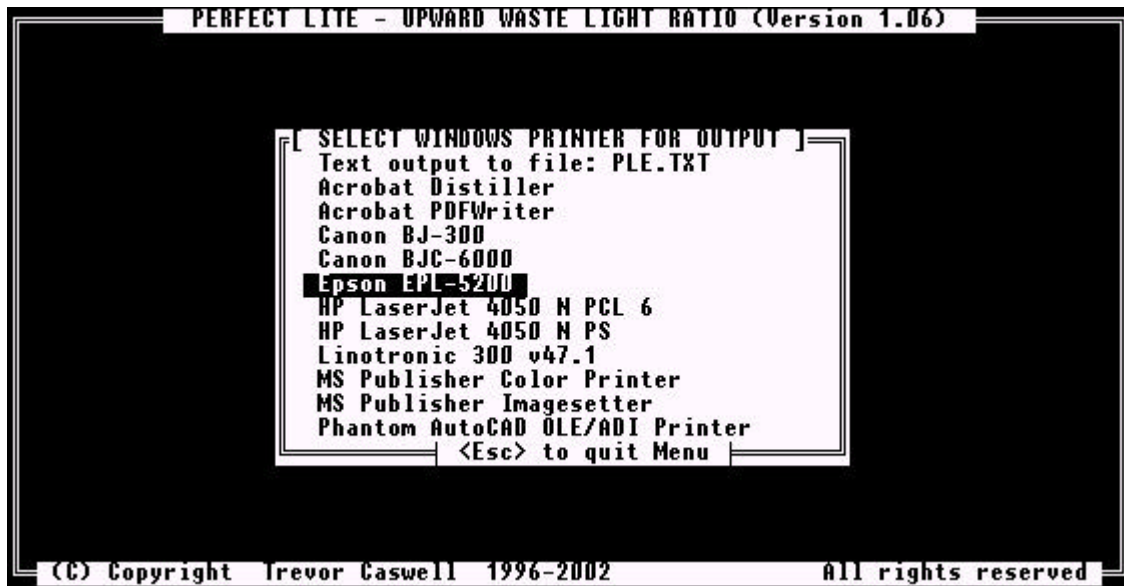 PERFECT LITE - UPWARD WASTE LIGHT RATIO (Version 1.06)
[ SELECT WINDOWS PRINTER FOR OUTPUT ]
Text output to file: PLE.TXT
Acrobat Distiller
Acrobat PDFWriter
Canon BJ-300
Canon BJC-6000
Epson EPL-5200
HP LaserJet 4050 N PCL 6
HP LaserJet 4050 N PS
Linotronic 300 v47.1
MS Publisher Color Printer
MS Publisher Imagesetter
Phantom AutoCAD OLE/ADI Printer
<Esc> to quit Menu
(C) Copyright Trevor Caswell 1996-2002 All rights reserved